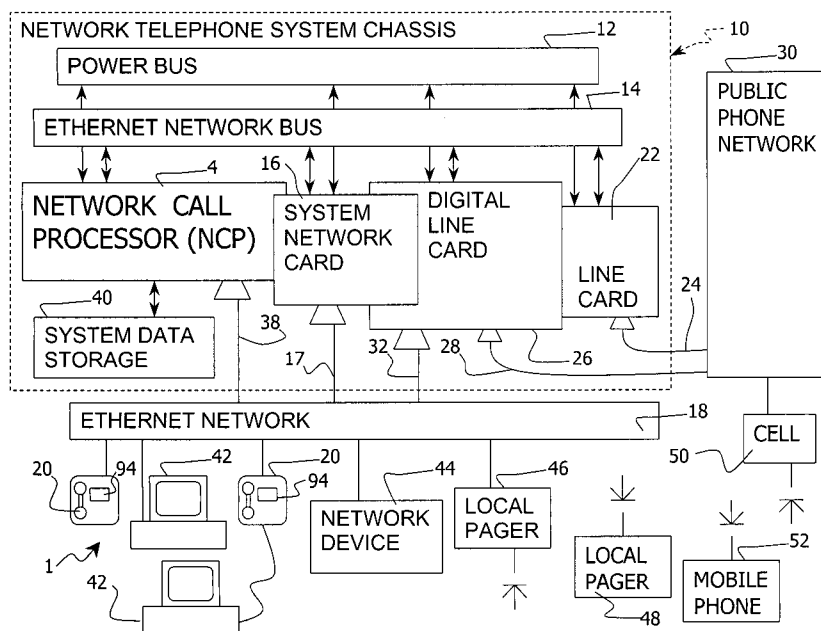 NETWORK TELEPHONE SYSTEM CHASSIS
12
10
POWER BUS
30
14
PUBLIC
PHONE
NETWORK
ETHERNET NETWORK BUS
4
16
22
NETWORK CALL
PROCESSOR (NCP)
SYSTEM
NETWORK
CARD
DIGITAL
LINE
CARD
LINE
CARD
40
SYSTEM DATA
STORAGE
38
17
32
28
26
24
ETHERNET NETWORK
18
20
94
42
20
94
44
46
50
CELL
NETWORK
DEVICE
LOCAL
PAGER
1
42
LOCAL
PAGER
48
52
MOBILE
PHONE